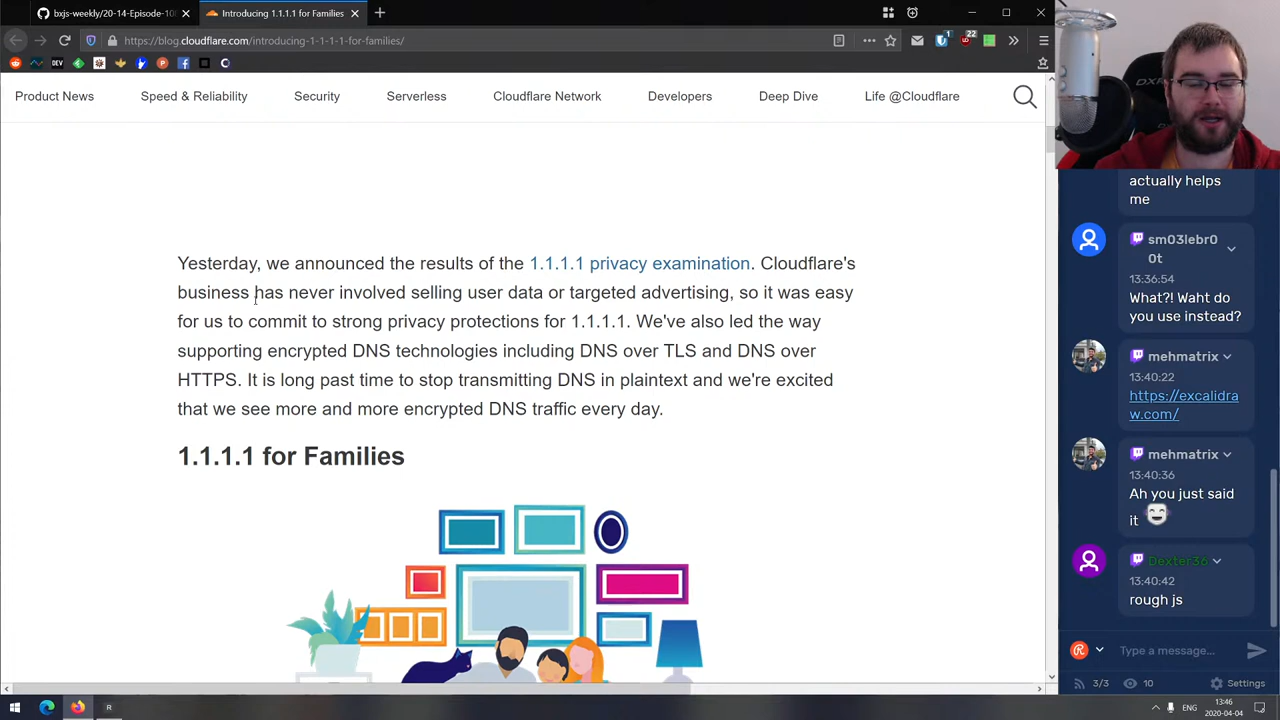 bxjs-weekly/20-14-Episode-10
Introducing 1.1.1.1 for Families
https://blog.cloudflare.com/introducing-1-1-1-1-for-families/
1
22
DEV
Product News
Speed & Reliability
Security
Serverless
Cloudflare Network
Developers
Deep Dive
Life @Cloudflare
Yesterday, we announced the results of the 1.1.1.1 privacy examination. Cloudflare's
business has never involved selling user data or targeted advertising, so it was easy
for us to commit to strong privacy protections for 1.1.1.1. We've also led the way
supporting encrypted DNS technologies including DNS over TLS and DNS over
HTTPS. It is long past time to stop transmitting DNS in plaintext and we're excited
that we see more and more encrypted DNS traffic every day.
1.1.1.1 for Families
actually helps
me
sm03lebr0
0t
13:36:54
What?! Waht do
you use instead?
mehmatrix
13:40:22
https://excalidra
w.com/
mehmatrix
13:40:36
Ah you just said
it
Dexter36
13:40:42
rough js
Type a message...
3/3
10
Settings
ENG
13:46
2020-04-04